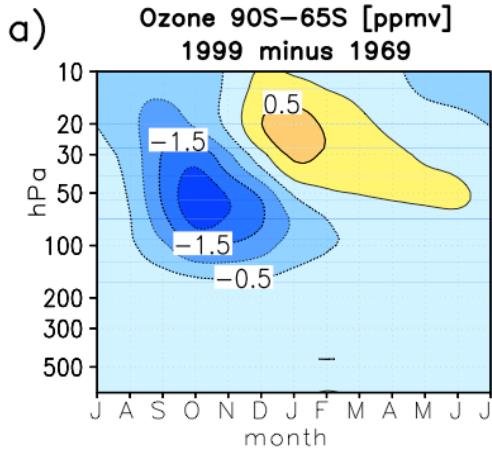 a)
Ozone 90S−65S [ppmv]
1999 minus 1969
10
20
30
50
100
200
300
500
hPa
0.5
−1.5
−1.5
−0.5
J A S O N D J F M A M J J
month